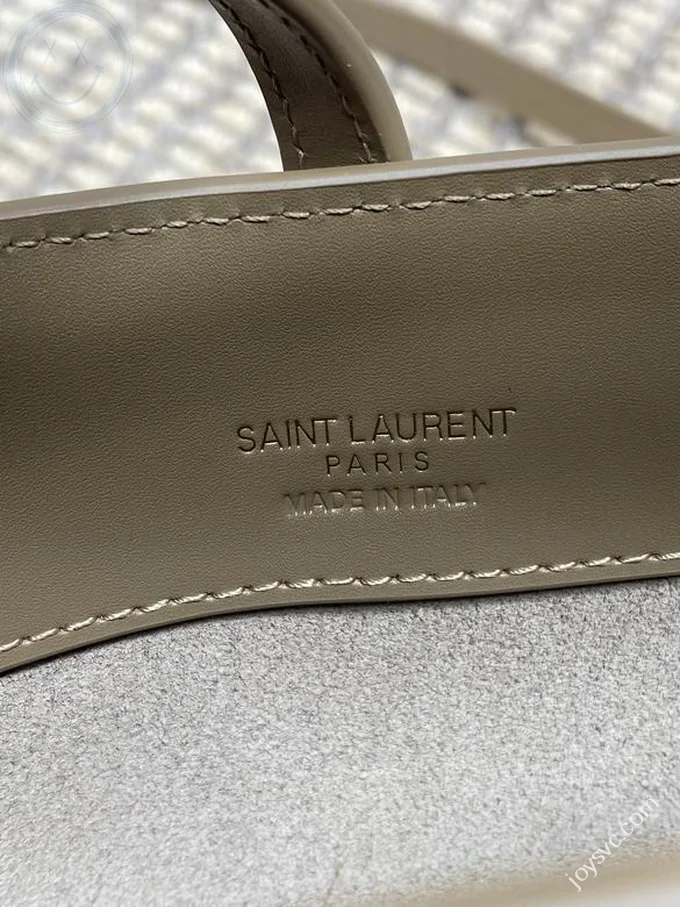 SAINT LAURENT
PARIS
MADE IN ITALY
joysvc.com